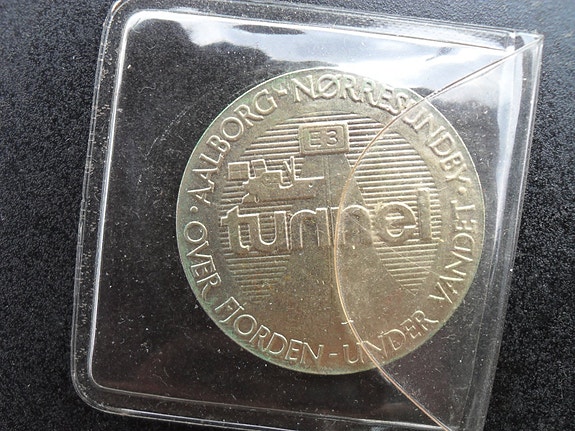 AALBORG · NØRRESUNDBY ·
OVER FJORDEN - UNDER VANDET ·
E3
tunnel